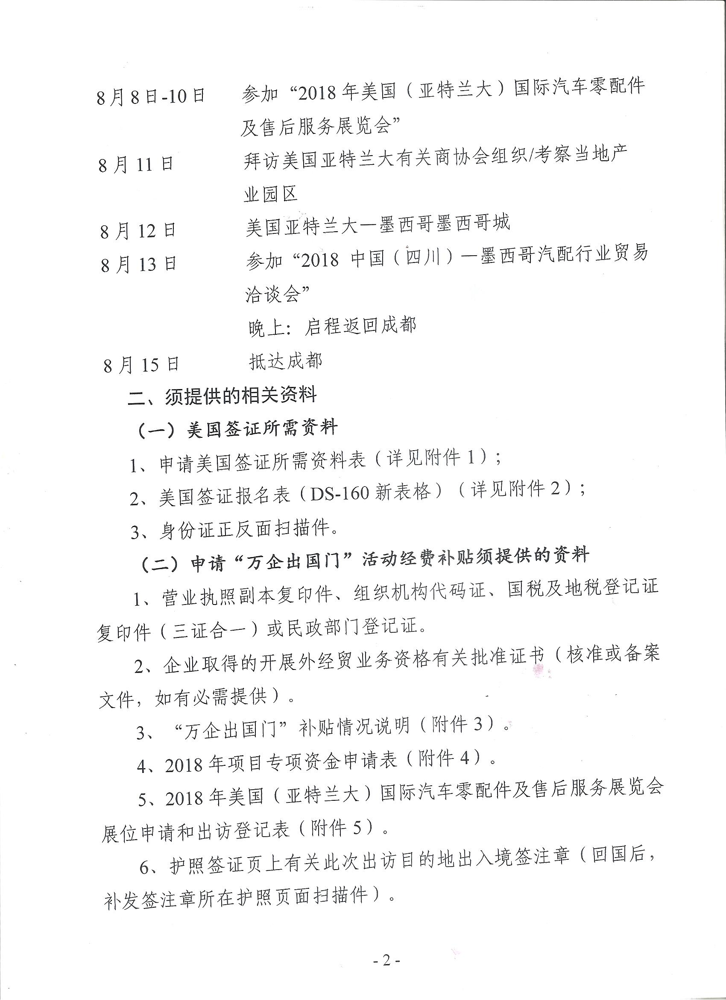 8月8日-10日 参加“2018年美国（亚特兰大）国际汽车零配件
及售后服务展览会”
8月11日 拜访美国亚特兰大有关商协会组织/考察当地产
业园区
8月12日 美国亚特兰大—墨西哥墨西哥城
8月13日 参加“2018 中国（四川）—墨西哥汽配行业贸易
洽谈会”
晚上：启程返回成都
8月15日 抵达成都
二、须提供的相关资料
（一）美国签证所需资料
1、申请美国签证所需资料表（详见附件1）；
2、美国签证报名表（DS-160新表格）（详见附件2）；
3、身份证正反面扫描件。
（二）申请“万企出国门”活动经费补贴须提供的资料
1、营业执照副本复印件、组织机构代码证、国税及地税登记证
复印件（三证合一）或民政部门登记证。
2、企业取得的开展外经贸业务资格有关批准证书（核准或备案
文件，如有必需提供）。
3、“万企出国门”补贴情况说明（附件3）。
4、2018年项目专项资金申请表（附件4）。
5、2018年美国（亚特兰大）国际汽车零配件及售后服务展览会
展位申请和出访登记表（附件5）。
6、护照签证页上有关此次出访目的地出入境签注章（回国后，
补发签注章所在护照页面扫描件）。
- 2 -